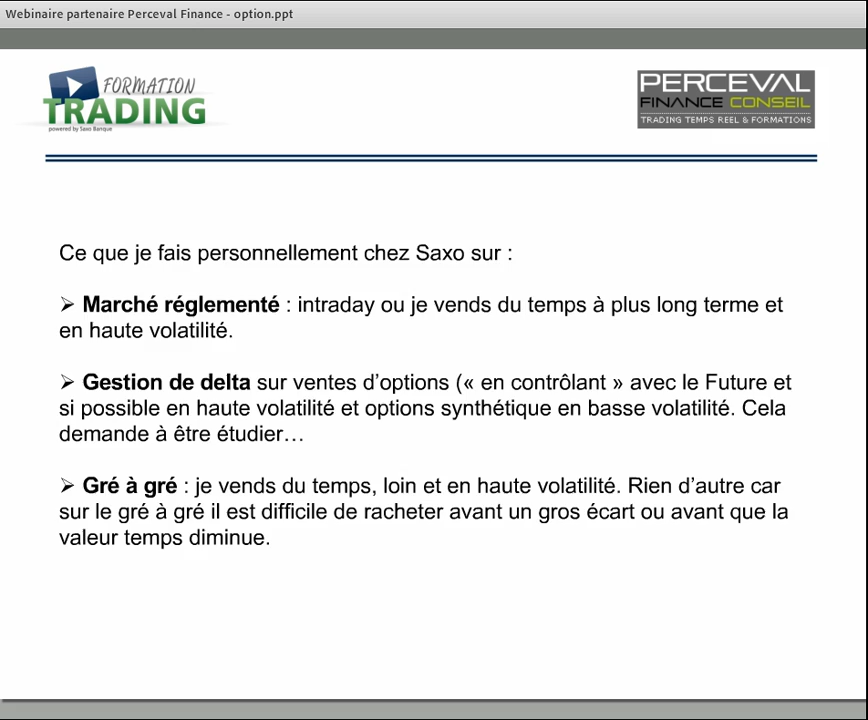 Webinaire partenaire Perceval Finance - option.ppt
FORMATION
TRADING
powered by Saxo Banque
PERCEVAL
FINANCE CONSEIL
TRADING TEMPS REEL & FORMATIONS
Ce que je fais personnellement chez Saxo sur :
➢ Marché réglementé : intraday ou je vends du temps à plus long terme et
en haute volatilité.
➢ Gestion de delta sur ventes d’options (« en contrôlant » avec le Future et
si possible en haute volatilité et options synthétique en basse volatilité. Cela
demande à être étudier…
➢ Gré à gré : je vends du temps, loin et en haute volatilité. Rien d’autre car
sur le gré à gré il est difficile de racheter avant un gros écart ou avant que la
valeur temps diminue.